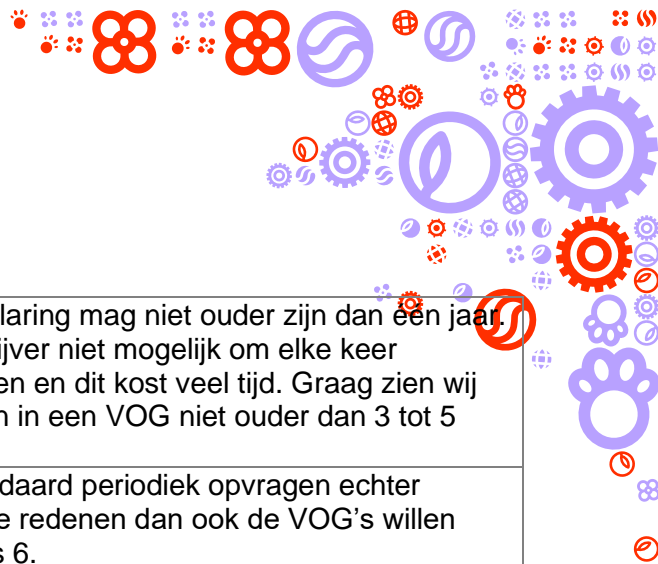 laring mag niet ouder zijn dan één jaar.
ijver niet mogelijk om elke keer
en en dit kost veel tijd. Graag zien wij
n in een VOG niet ouder dan 3 tot 5
daard periodiek opvragen echter
e redenen dan ook de VOG's willen
s 6.